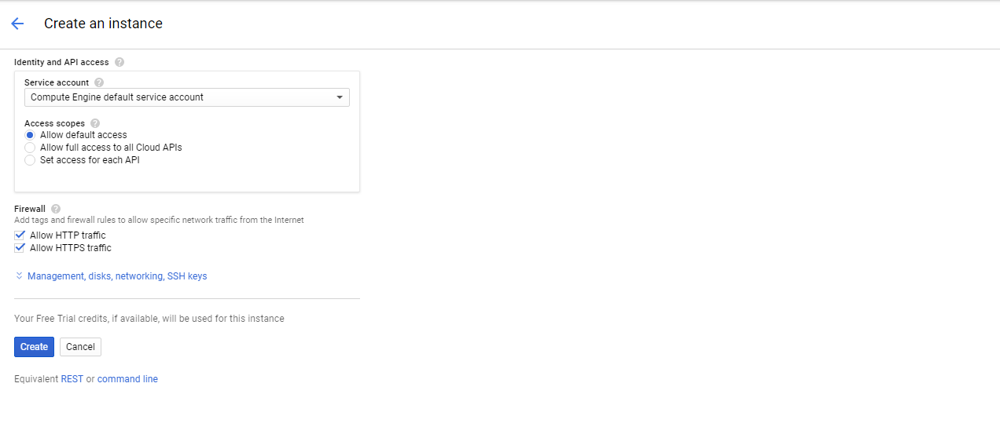 Create an instance
Identity and API access ?
Service account ?
Compute Engine default service account
Access scopes ?
Allow default access
Allow full access to all Cloud APIs
Set access for each API
Firewall ?
Add tags and firewall rules to allow specific network traffic from the Internet
Allow HTTP traffic
Allow HTTPS traffic
Management, disks, networking, SSH keys
Your Free Trial credits, if available, will be used for this instance
Create Cancel
Equivalent REST or command line